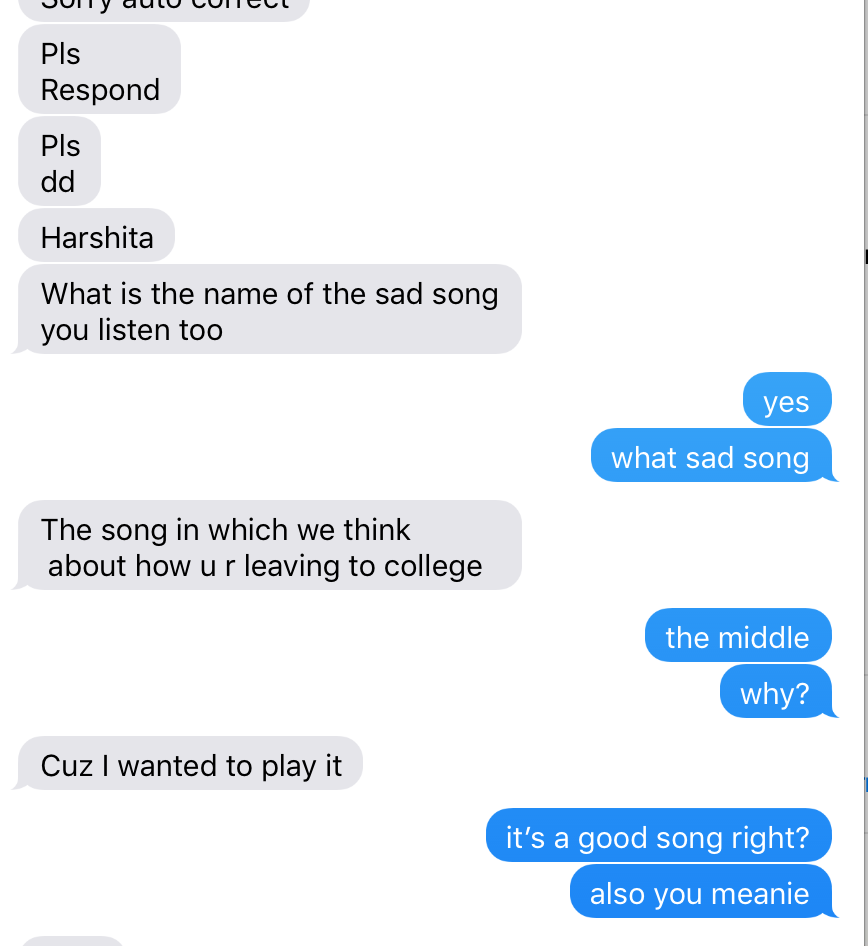 Sorry auto correct
Pls
Respond
Pls
dd
Harshita
What is the name of the sad song
you listen too
yes
what sad song
The song in which we think
about how u r leaving to college
the middle
why?
Cuz I wanted to play it
it’s a good song right?
also you meanie